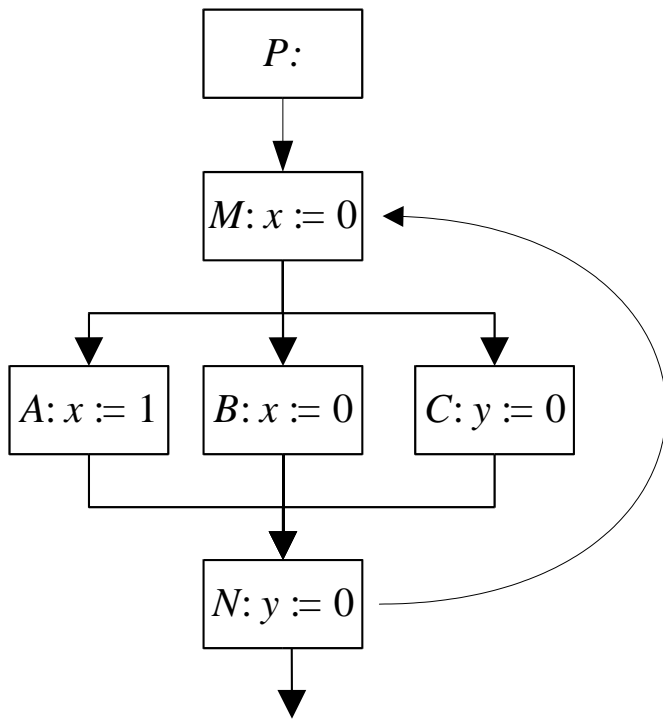 P:
M: x := 0
A: x := 1
B: x := 0
C: y := 0
N: y := 0